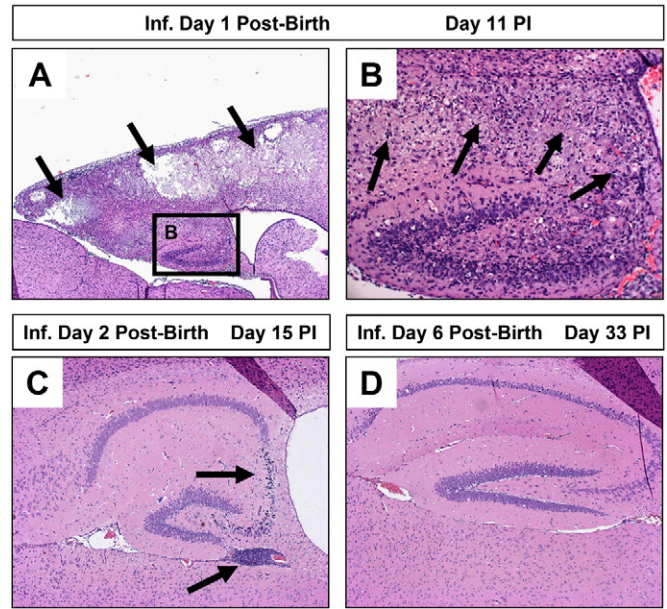 Inf. Day 1 Post-Birth Day 11 PI
A
B
B
Inf. Day 2 Post-Birth Day 15 PI
Inf. Day 6 Post-Birth Day 33 PI
C
D